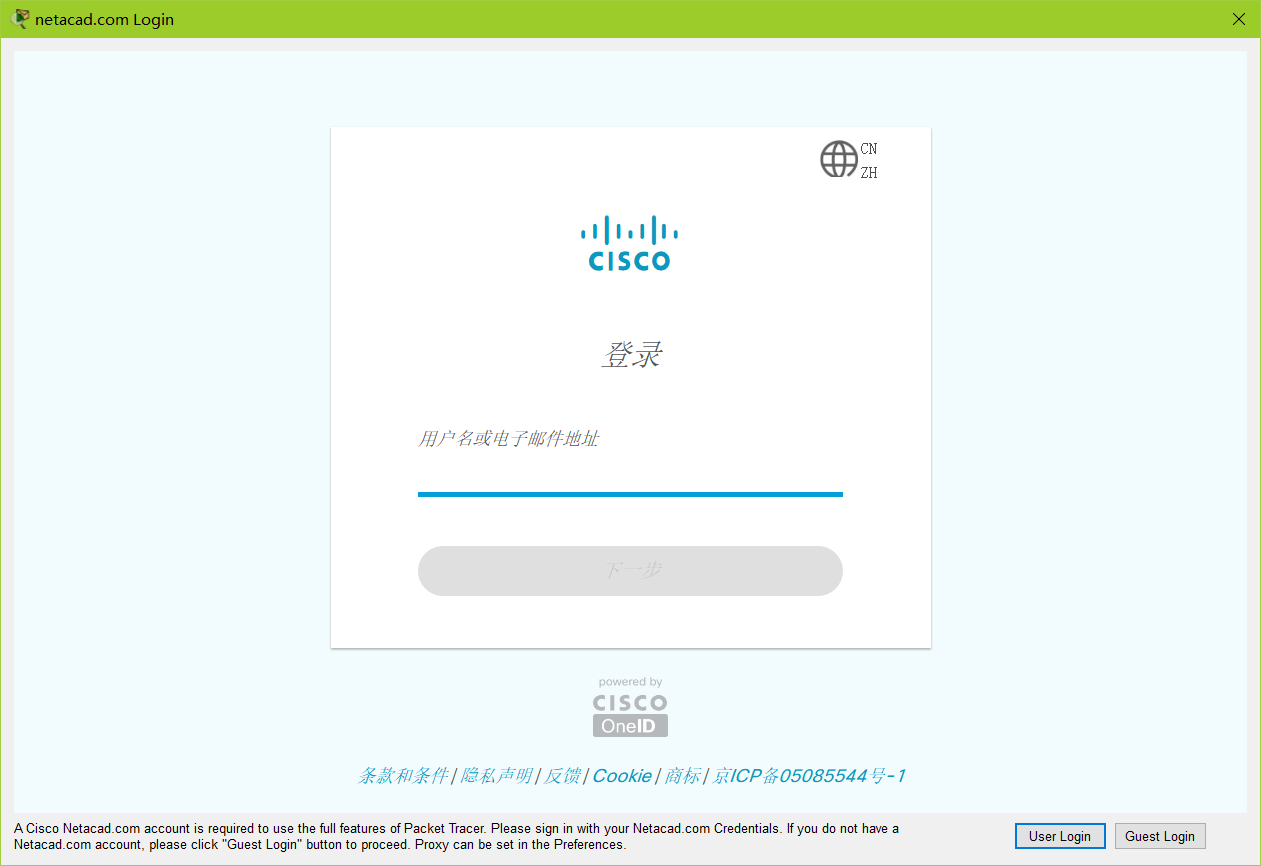 netacad.com Login
CN
ZH
CISCO
登录
用户名或电子邮件地址
下一步
powered by
CISCO
OneID
条款和条件/隐私声明/反馈/Cookie/商标/京ICP备05085544号-1
A Cisco Netacad.com account is required to use the full features of Packet Tracer. Please sign in with your Netacad.com Credentials. If you do not have a
Netacad.com account, please click "Guest Login" button to proceed. Proxy can be set in the Preferences.
User Login
Guest Login